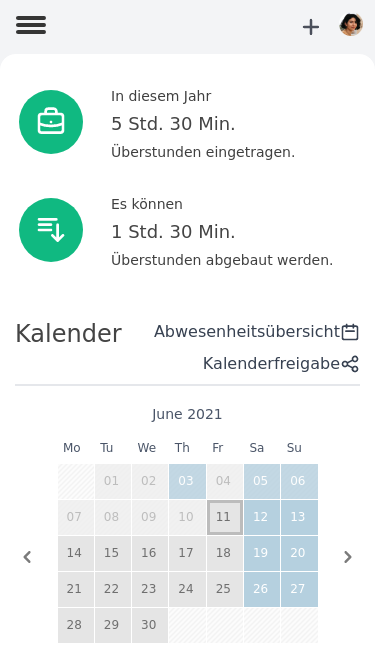 In diesem Jahr
5 Std. 30 Min.
Überstunden eingetragen.
Es können
1 Std. 30 Min.
Überstunden abgebaut werden.
Kalender
Abwesenheitsübersicht
Kalenderfreigabe
June 2021
Mo Tu We Th Fr Sa Su
01 02 03 04 05 06
07 08 09 10 11 12 13
14 15 16 17 18 19 20
21 22 23 24 25 26 27
28 29 30